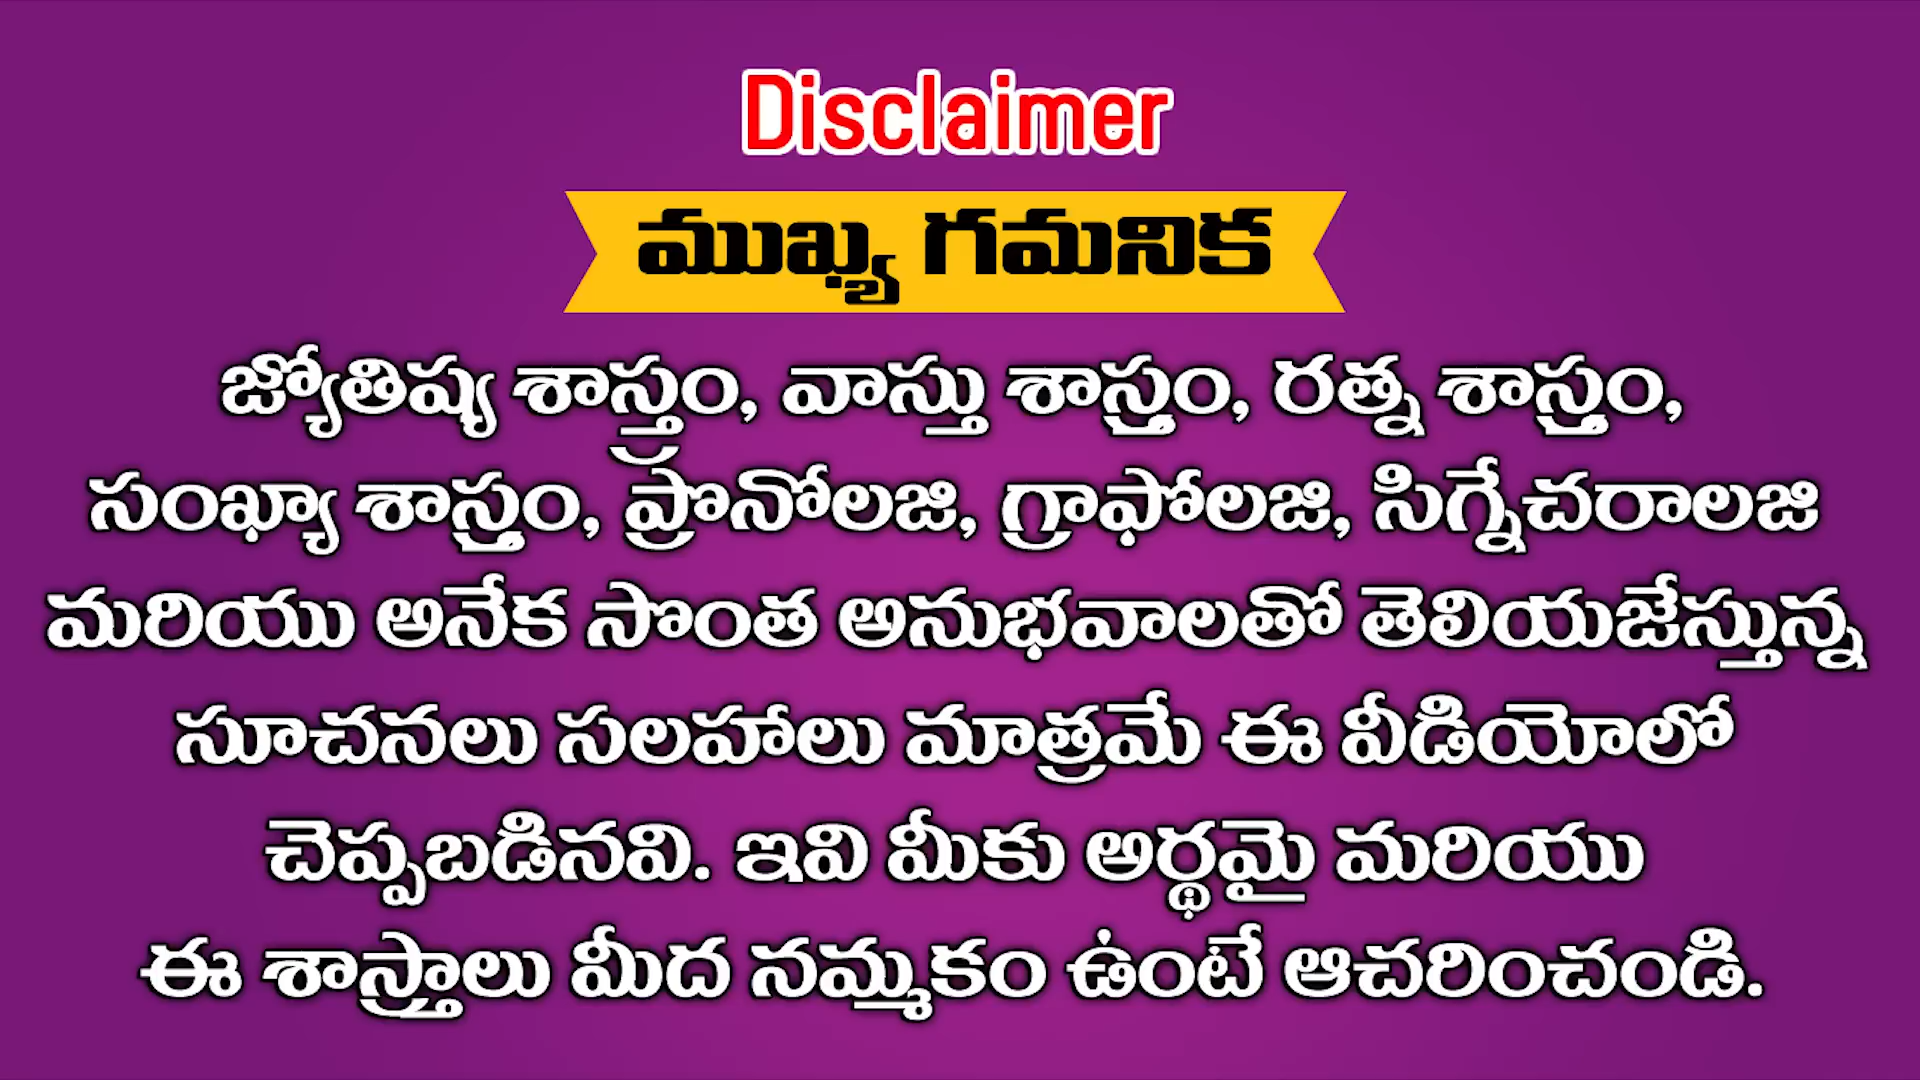 Disclaimer
ముఖ్య గమనిక
జ్యోతిష్య శాస్త్రం, వాస్తు శాస్త్రం, రత్న శాస్త్రం,
సంఖ్యా శాస్త్రం, ప్రొనోలజి, గ్రాఫోలజి, సిగ్నేచరాలజి
మరియు అనేక సొంత అనుభవాలతో తెలియజేస్తున్న
సూచనలు సలహాలు మాత్రమే ఈ వీడియోలో
చెప్పబడినవి. ఇవి మీకు అర్థమై మరియు
ఈ శాస్త్రాలు మీద నమ్మకం ఉంటే ఆచరించండి.